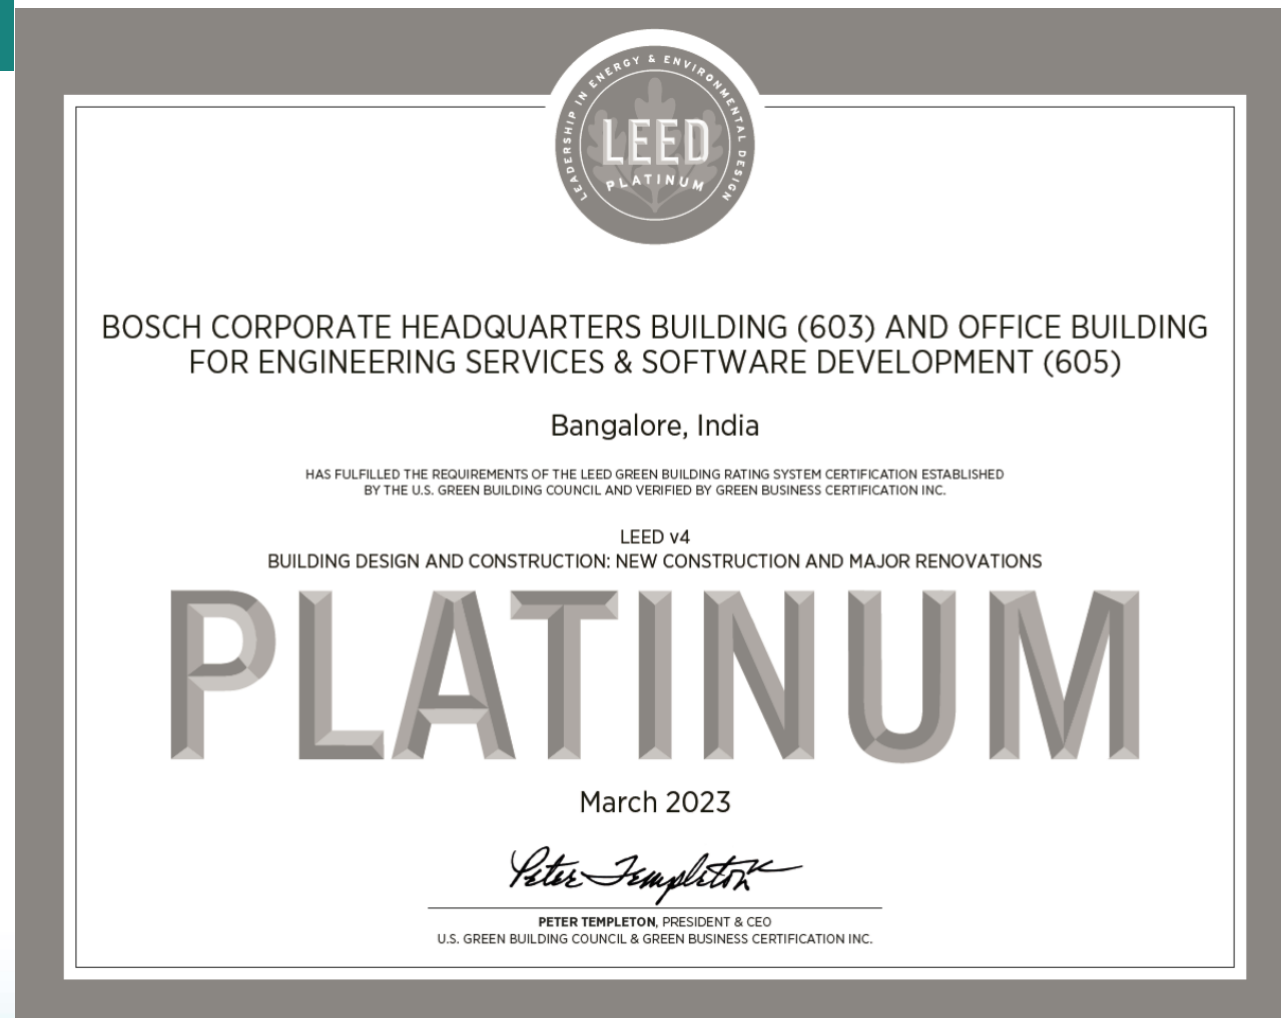 LEADERSHIP IN ENERGY & ENVIRONMENTAL DESIGN
LEED
PLATINUM
BOSCH CORPORATE HEADQUARTERS BUILDING (603) AND OFFICE BUILDING
FOR ENGINEERING SERVICES & SOFTWARE DEVELOPMENT (605)
Bangalore, India
HAS FULFILLED THE REQUIREMENTS OF THE LEED GREEN BUILDING RATING SYSTEM CERTIFICATION ESTABLISHED
BY THE U.S. GREEN BUILDING COUNCIL AND VERIFIED BY GREEN BUSINESS CERTIFICATION INC.
LEED v4
BUILDING DESIGN AND CONSTRUCTION: NEW CONSTRUCTION AND MAJOR RENOVATIONS
PLATINUM
March 2023
Peter Templeton
PETER TEMPLETON, PRESIDENT & CEO
U.S. GREEN BUILDING COUNCIL & GREEN BUSINESS CERTIFICATION INC.